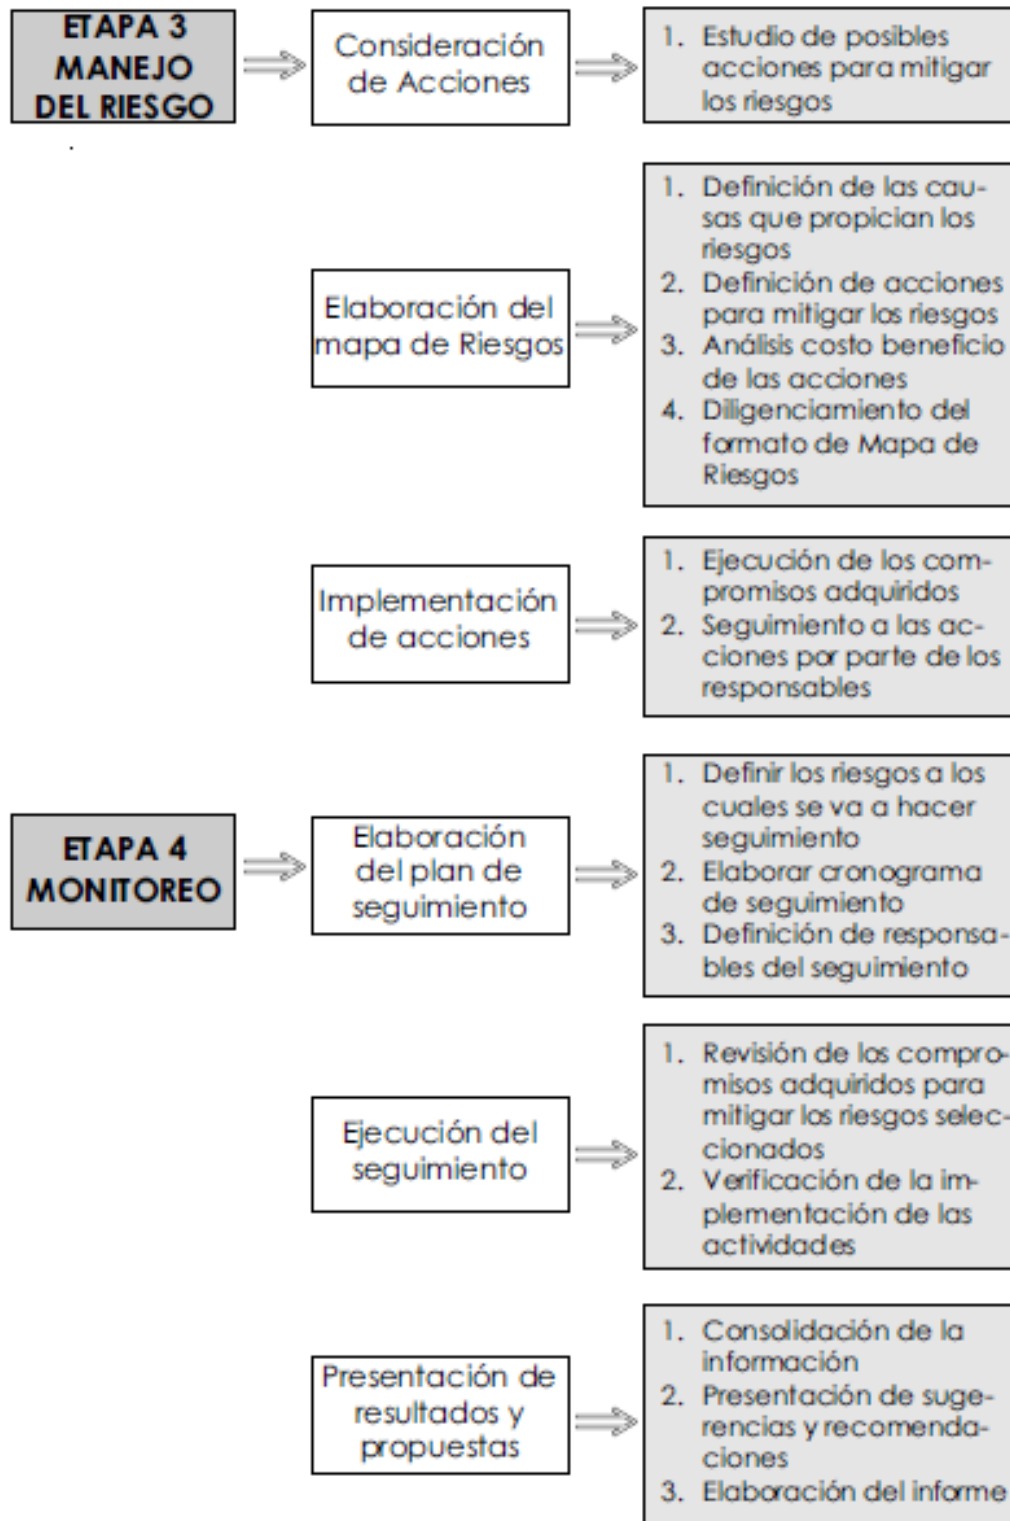 ETAPA 3
MANEJO
DEL RIESGO
Consideración
de Acciones
1. Estudio de posibles
acciones para mitigar
los riesgos
Elaboración del
mapa de Riesgos
1. Definición de las cau-
sas que propician los
riesgos
2. Definición de acciones
para mitigar los riesgos
3. Análisis costo beneficio
de las acciones
4. Diligenciamiento del
formato de Mapa de
Riesgos
Implementación
de acciones
1. Ejecución de los com-
promisos adquiridos
2. Seguimiento a las ac-
ciones por parte de los
responsables
ETAPA 4
MONITOREO
Elaboración
del plan de
seguimiento
1. Definir los riesgos a los
cuales se va a hacer
seguimiento
2. Elaborar cronograma
de seguimiento
3. Definición de responsa-
bles del seguimiento
Ejecución del
seguimiento
1. Revisión de los compro-
misos adquiridos para
mitigar los riesgos selec-
cionados
2. Verificación de la im-
plementación de las
actividades
Presentación de
resultados y
propuestas
1. Consolidación de la
información
2. Presentación de suge-
rencias y recomenda-
ciones
3. Elaboración del informe